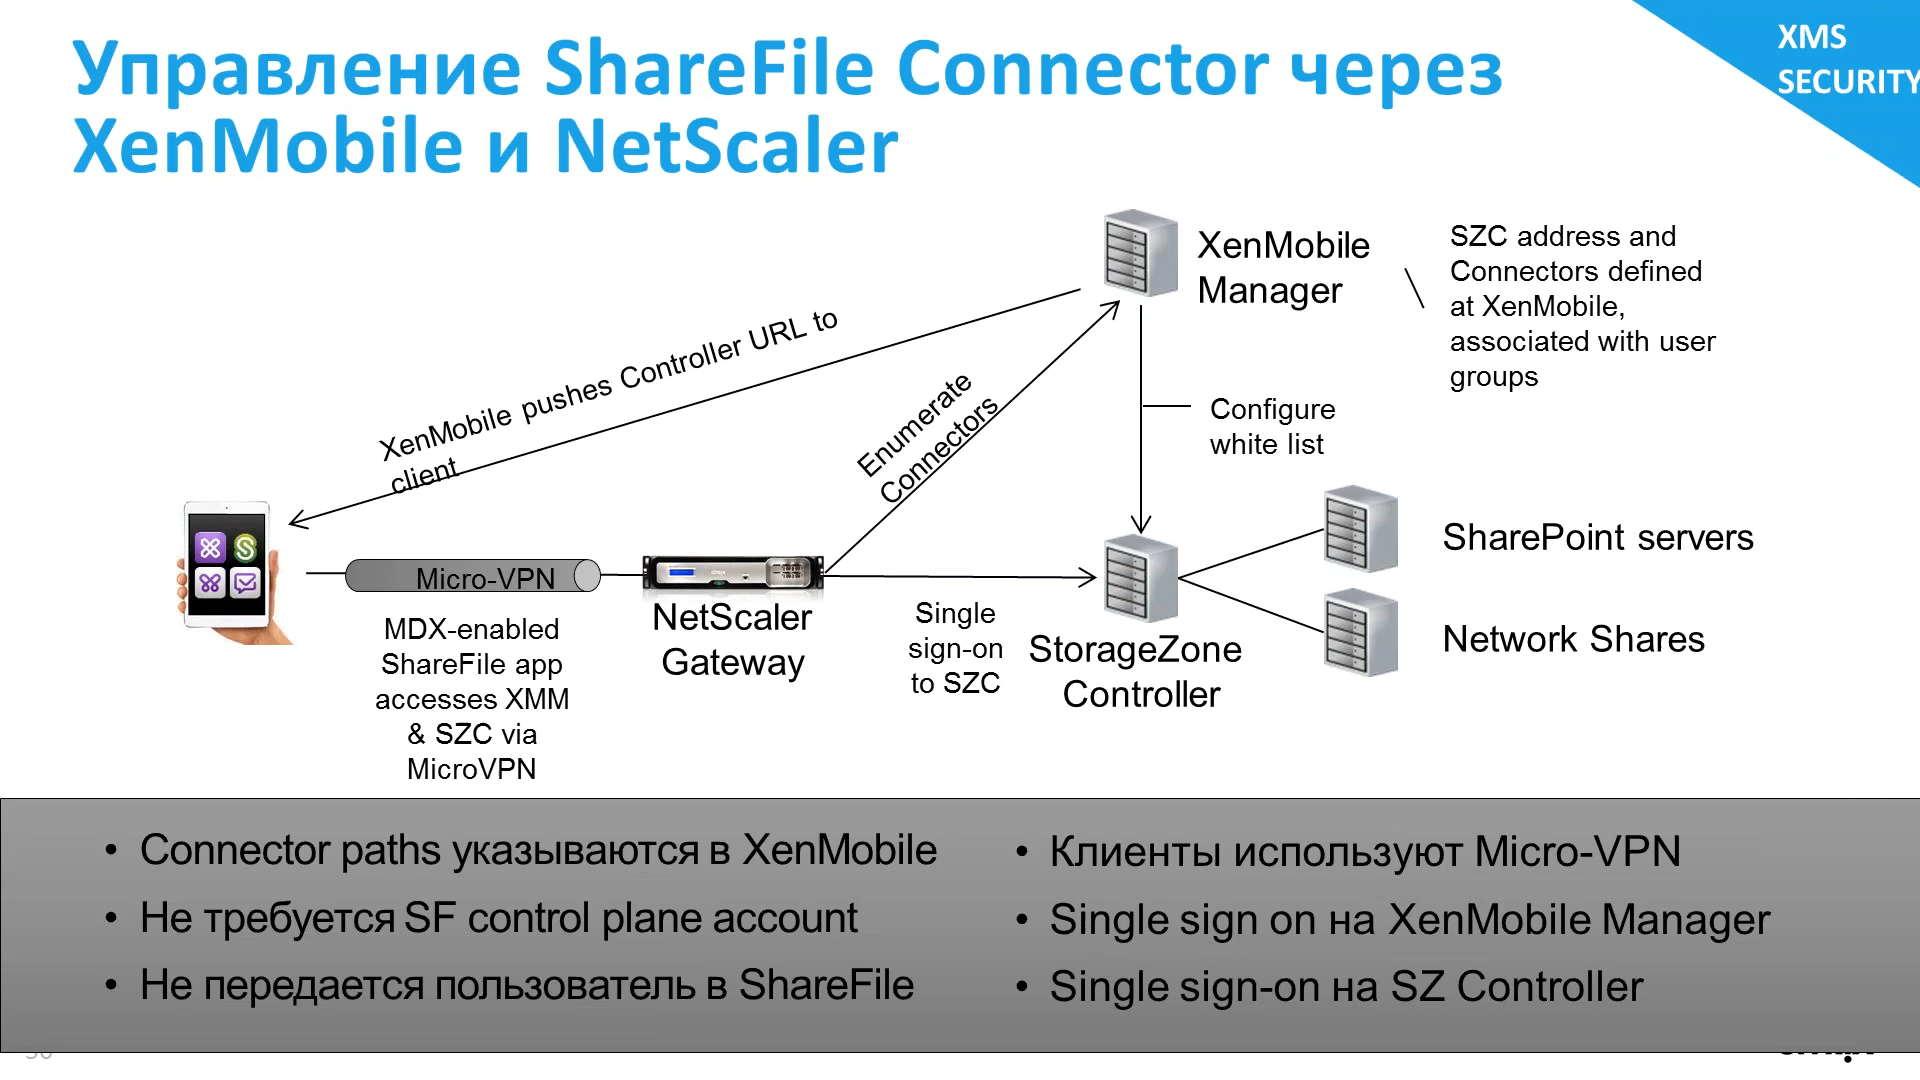 Управление ShareFile Connector через
XenMobile и NetScaler
XMS
SECURITY
XenMobile
Manager
SZC address and
Connectors defined
at XenMobile,
associated with user
groups
XenMobile pushes Controller URL to
client
Enumerate
Connectors
Configure
white list
SharePoint servers
Network Shares
Micro-VPN
MDX-enabled
ShareFile app
accesses XMM
& SZC via
MicroVPN
NetScaler
Gateway
Single
sign-on
to SZC
StorageZone
Controller
• Connector paths указываются в XenMobile
• Не требуется SF control plane account
• Не передается пользователь в ShareFile
• Клиенты используют Micro-VPN
• Single sign on на XenMobile Manager
• Single sign-on на SZ Controller